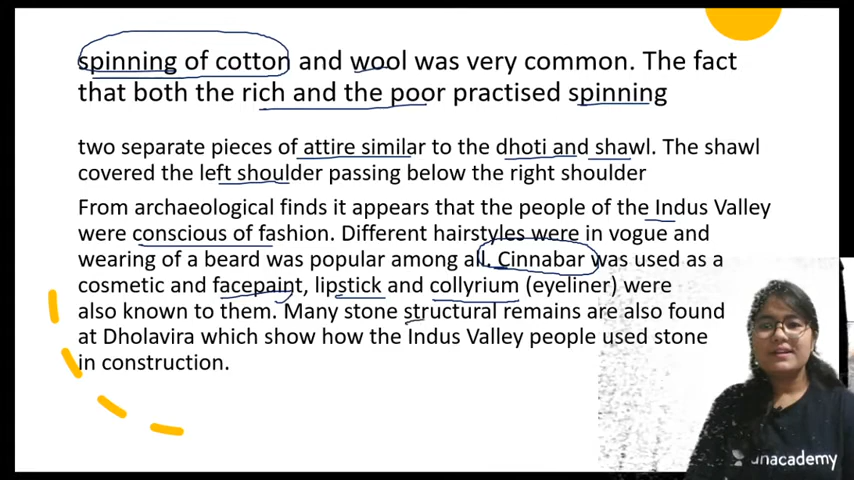 spinning of cotton and wool was very common. The fact
that both the rich and the poor practised spinning
two separate pieces of attire similar to the dhoti and shawl. The shawl
covered the left shoulder passing below the right shoulder
From archaeological finds it appears that the people of the Indus Valley
were conscious of fashion. Different hairstyles were in vogue and
wearing of a beard was popular among all. Cinnabar was used as a
cosmetic and facepaint, lipstick and collyrium (eyeliner) were
also known to them. Many stone structural remains are also found
at Dholavira which show how the Indus Valley people used stone
in construction.
unacademy